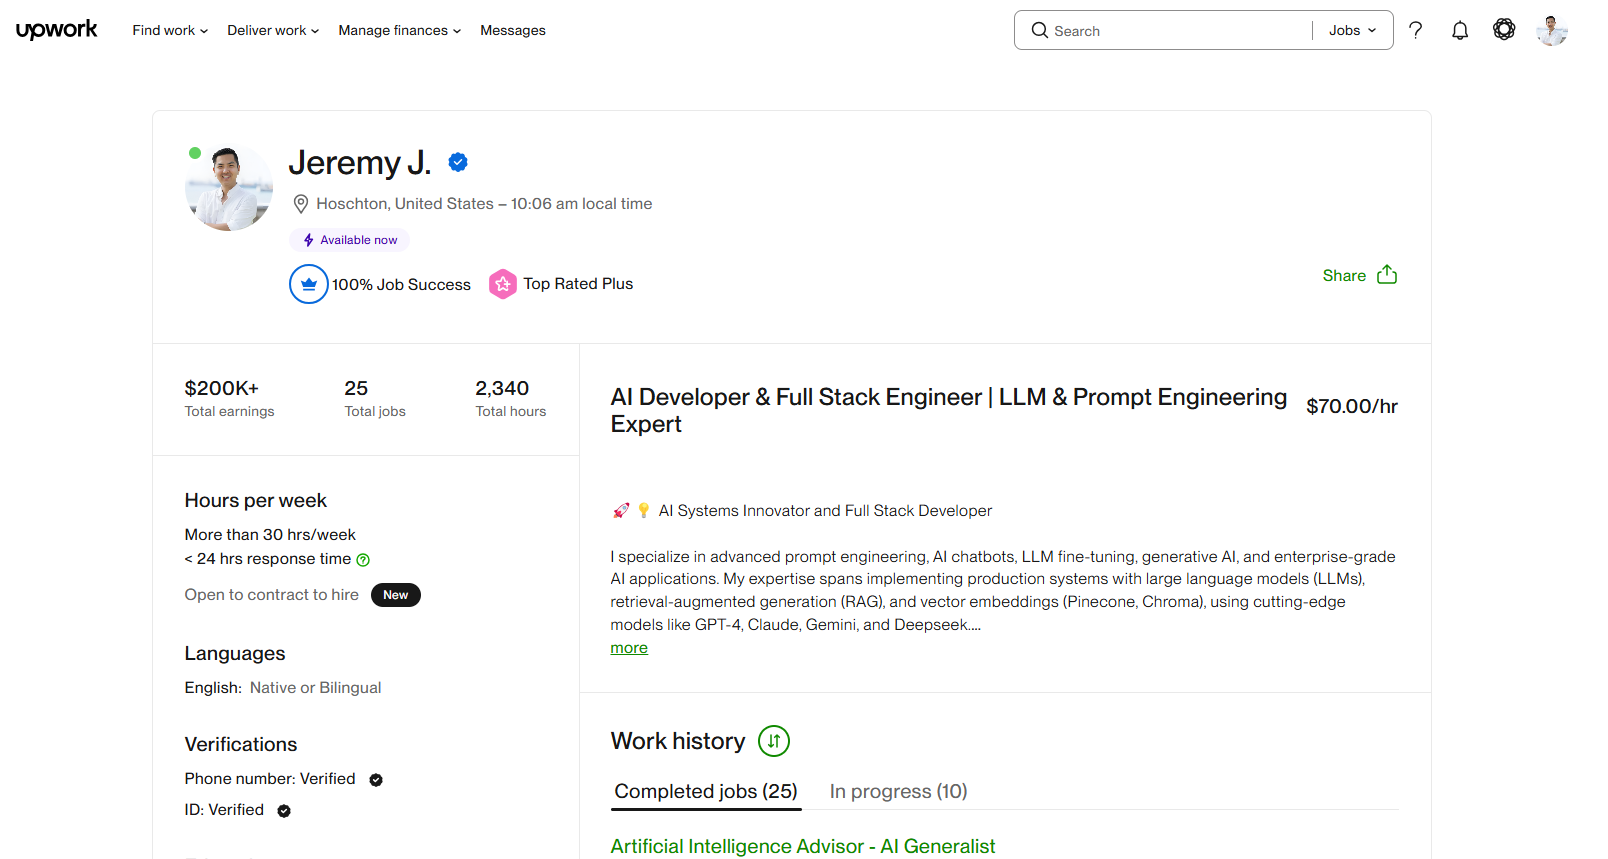 upwork
Find work
Deliver work
Manage finances
Messages
Search
Jobs
Jeremy J.
Hoschton, United States – 10:06 am local time
Available now
100% Job Success
Top Rated Plus
Share
$200K+
Total earnings
25
Total jobs
2,340
Total hours
Hours per week
More than 30 hrs/week
< 24 hrs response time
Open to contract to hire
New
Languages
English: Native or Bilingual
Verifications
Phone number: Verified
ID: Verified
AI Developer & Full Stack Engineer | LLM & Prompt Engineering
Expert
$70.00/hr
🚀 💡 AI Systems Innovator and Full Stack Developer
I specialize in advanced prompt engineering, AI chatbots, LLM fine-tuning, generative AI, and enterprise-grade
AI applications. My expertise spans implementing production systems with large language models (LLMs),
retrieval-augmented generation (RAG), and vector embeddings (Pinecone, Chroma), using cutting-edge
models like GPT-4, Claude, Gemini, and Deepseek....
more
Work history
Completed jobs (25)
In progress (10)
Artificial Intelligence Advisor - AI Generalist